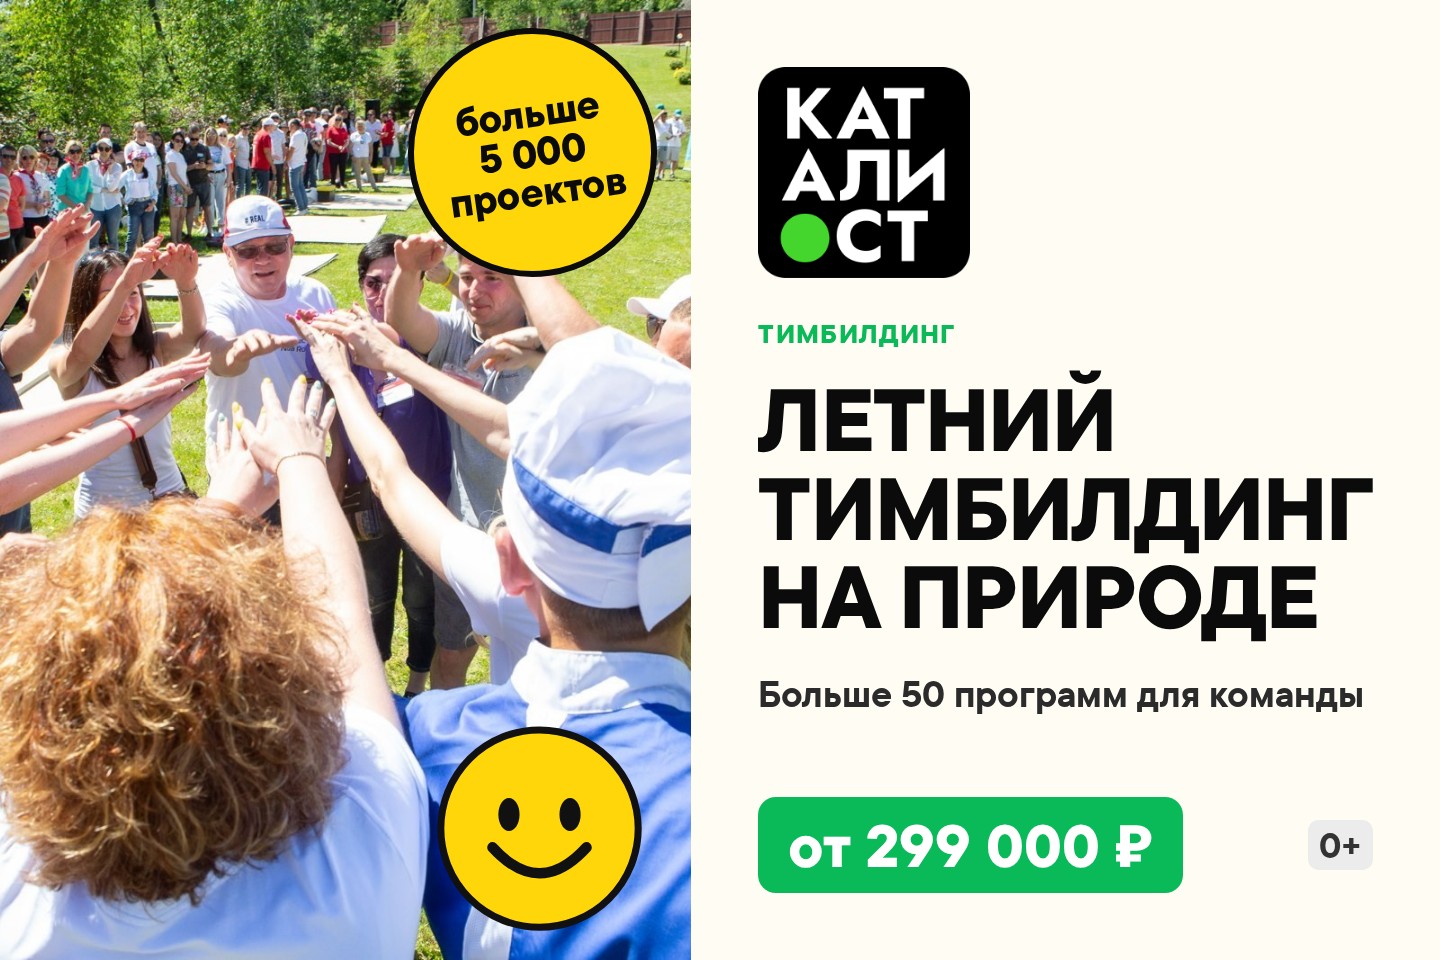 больше
5 000
проектов
# REAL
КАТ
АЛИ
СТ
ТИМБИЛДИНГ
ЛЕТНИЙ
ТИМБИЛДИНГ
НА ПРИРОДЕ
Больше 50 программ для команды
от 299 000 ₽
0+